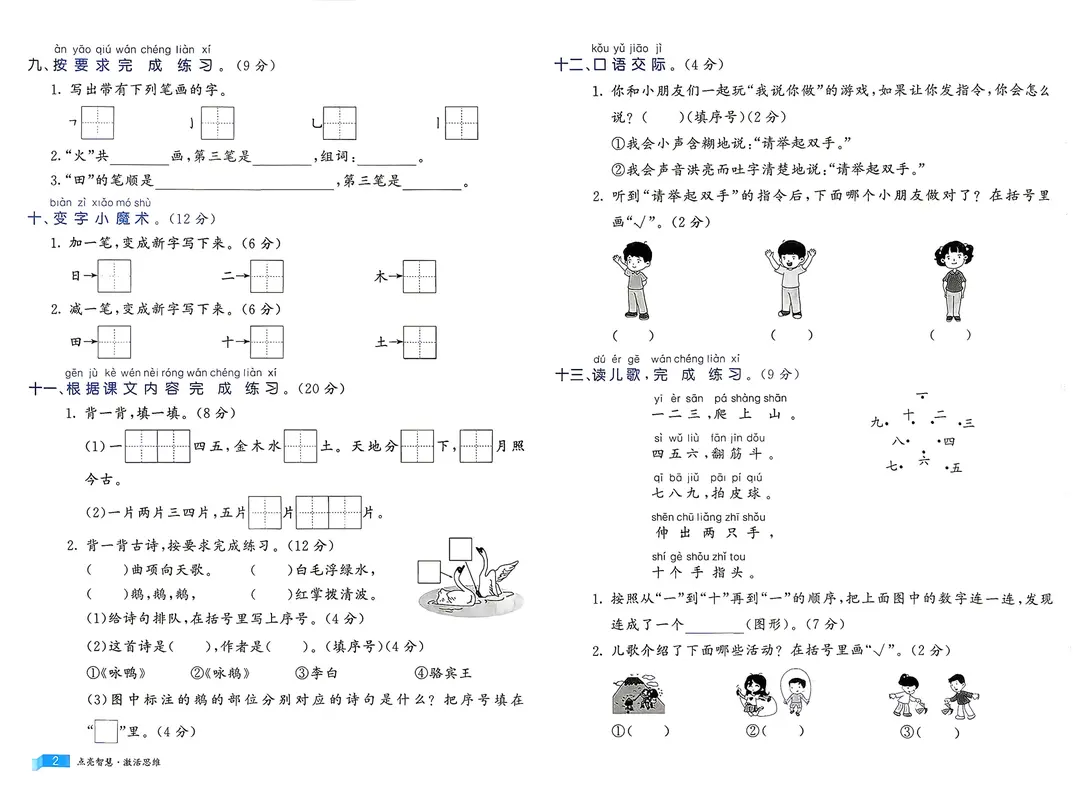 àn yāo qiú wán chéng liàn xí
九、按要求完成练习。(9分)
1. 写出带有下列笔画的字。
㇕ 丿 乚 丨
2.“火”共________画,第三笔是________,组词:________。
3.“田”的笔顺是________________________,第三笔是________。
biàn zì xiǎo mó shù
十、变字小魔术。(12分)
1. 加一笔,变成新字写下来。(6分)
日→ 二→ 木→
2. 减一笔,变成新字写下来。(6分)
田→ 十→ 土→
gēn jù kè wén nèi róng wán chéng liàn xí
十一、根据课文内容完成练习。(20分)
1. 背一背,填一填。(8分)
(1)一 四五,金木水 土。天地分 下, 月照
今古。
(2)一片两片三四片,五片 片 片。
2. 背一背古诗,按要求完成练习。(12分)
( )曲项向天歌。 ( )白毛浮绿水,
( )鹅,鹅,鹅, ( )红掌拨清波。
(1)给诗句排队,在括号里写上序号。(4分)
(2)这首诗是( ),作者是( )。(填序号)(4分)
①《咏鸭》 ②《咏鹅》 ③李白 ④骆宾王
(3)图中标注的鹅的部位分别对应的诗句是什么?把序号填在
“ ”里。(4分)
2 点亮智慧·激活思维
kǒu yǔ jiāo jì
十二、口语交际。(4分)
1. 你和小朋友们一起玩“我说你做”的游戏,如果让你发指令,你会怎么
说?( )(填序号)(2分)
①我会小声含糊地说:“请举起双手。”
②我会声音洪亮而吐字清楚地说:“请举起双手。”
2. 听到“请举起双手”的指令后,下面哪个小朋友做对了?在括号里
画“√”。(2分)
( ) ( ) ( )
dú ér gē wán chéng liàn xí
十三、读儿歌,完成练习。(9分)
yī èr sān pá shàng shān
一二三,爬上山。
sì wǔ liù fān jīn dǒu
四五六,翻筋斗。
qī bā jiǔ pāi pí qiú
七八九,拍皮球。
shēn chū liǎng zhī shǒu
伸出两只手,
shí gè shǒu zhǐ tou
十个手指头。
一
九 十 二 三
八 四
七 六 五
1. 按照从“一”到“十”再到“一”的顺序,把上面图中的数字连一连,发现
连成了一个________(图形)。(7分)
2. 儿歌介绍了下面哪些活动?在括号里画“√”。(2分)
①( ) ②( ) ③( )